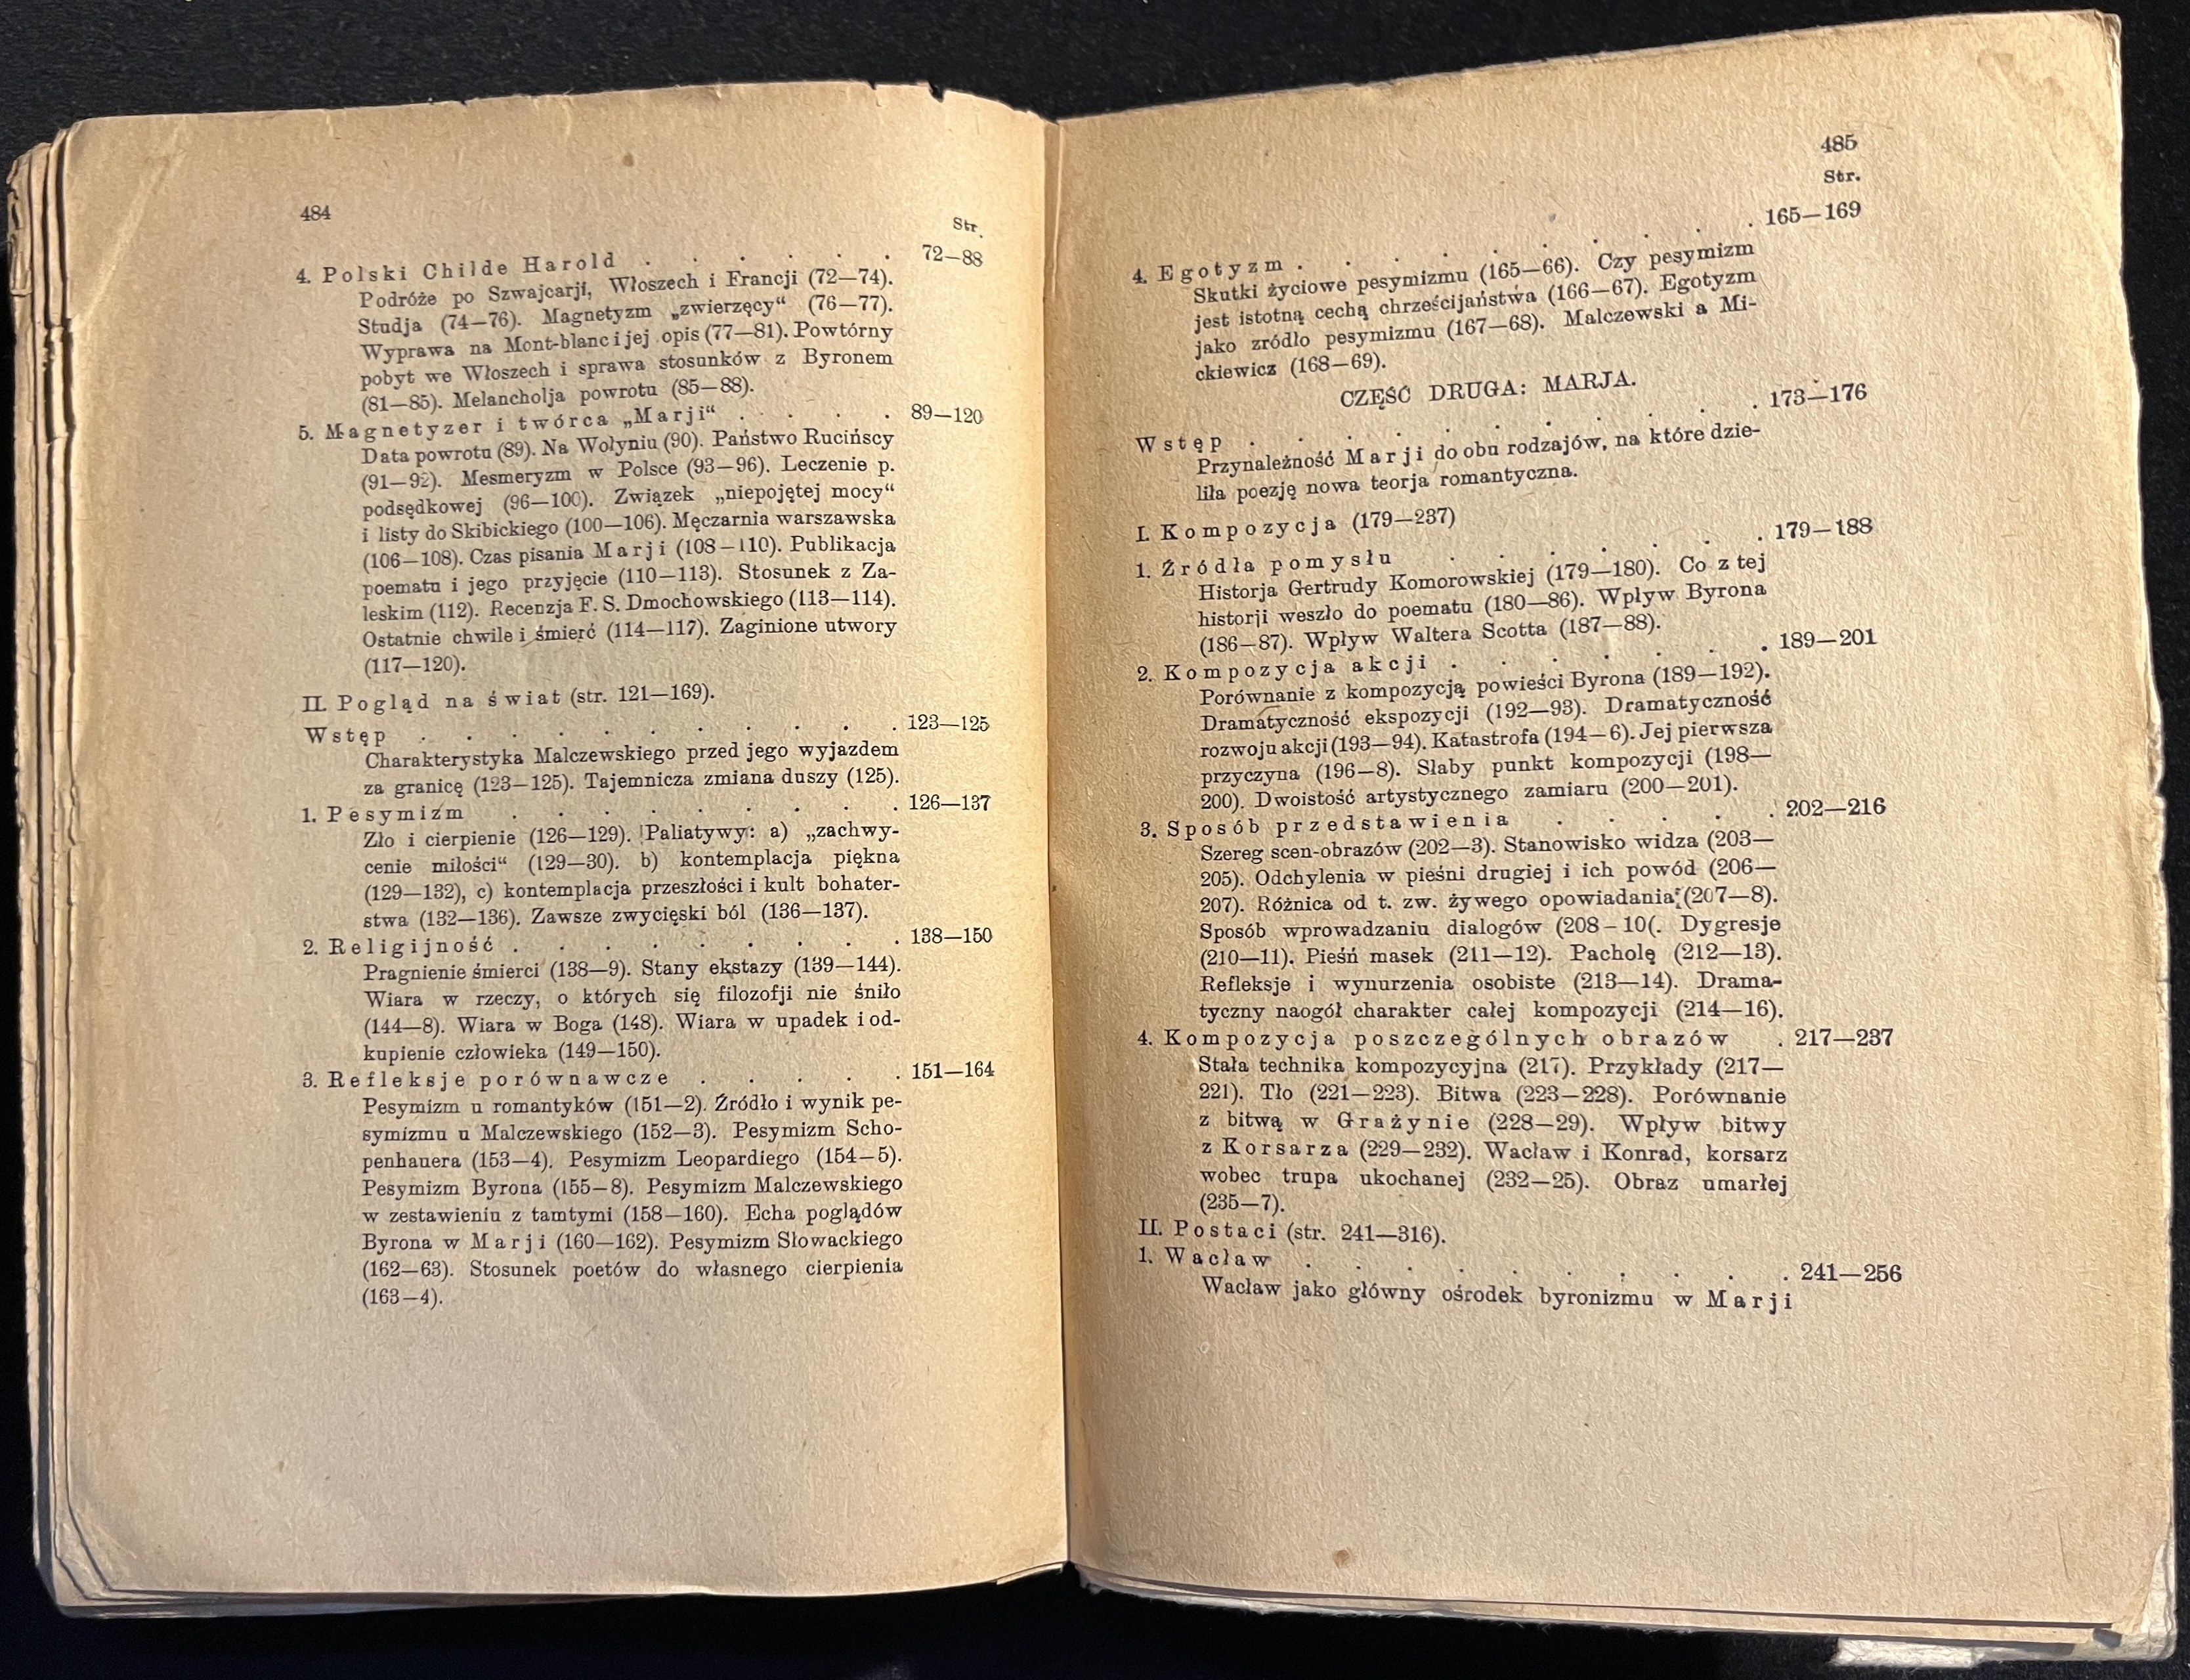 484
Str.
4. Polski Childe Harold . . . . . . 72—88
Podróże po Szwajcarji, Włoszech i Francji (72—74).
Studja (74—76). Magnetyzm „zwierzęcy“ (76—77).
Wyprawa na Mont-blanc i jej opis (77—81). Powtórny
pobyt we Włoszech i sprawa stosunków z Byronem
(81—85). Melancholja powrotu (85—88).
5. Magnetyzer i twórca „Marji“ . . . . 89—120
Data powrotu (89). Na Wołyniu (90). Państwo Rucińscy
(91—92). Mesmeryzm w Polsce (93—96). Leczenie p.
podsędkowej (96—100). Związek „niepojętej mocy“
i listy do Skibickiego (100—106). Męczarnia warszawska
(106—108). Czas pisania Marji (108—110). Publikacja
poematu i jego przyjęcie (110—113). Stosunek z Za-
leskim (112). Recenzja F. S. Dmochowskiego (113—114).
Ostatnie chwile i śmierć (114—117). Zaginione utwory
(117—120).
II. Pogląd na świat (str. 121—169).
Wstęp . . . . . . . . 123—125
Charakterystyka Malczewskiego przed jego wyjazdem
za granicę (123—125). Tajemnicza zmiana duszy (125).
1. Pesymizm . . . . . . . 126—137
Zło i cierpienie (126—129). Paliatywy: a) „zachwy-
cenie miłości“ (129—30). b) kontemplacja piękna
(129—132), c) kontemplacja przeszłości i kult bohater-
stwa (132—136). Zawsze zwycięski ból (136—137).
2. Religijność . . . . . . . 138—150
Pragnienie śmierci (138—9). Stany ekstazy (139—144).
Wiara w rzeczy, o których się filozofji nie śniło
(144—8). Wiara w Boga (148). Wiara w upadek i od-
kupienie człowieka (149—150).
3. Refleksje porównawcze . . . . 151—164
Pesymizm u romantyków (151—2). Źródło i wynik pe-
symizmu u Malczewskiego (152—3). Pesymizm Scho-
penhauera (153—4). Pesymizm Leopardiego (154—5).
Pesymizm Byrona (155—8). Pesymizm Malczewskiego
w zestawieniu z tamtymi (158—160). Echa poglądów
Byrona w Marji (160—162). Pesymizm Słowackiego
(162—63). Stosunek poetów do własnego cierpienia
(163—4).
485
Str.
4. Egotyzm . . . . . . . . 165—169
Skutki życiowe pesymizmu (165—66). Czy pesymizm
jest istotną cechą chrześcijaństwa (166—67). Egotyzm
jako zródło pesymizmu (167—68). Malczewski a Mi-
ckiewicz (168—69).
CZĘŚĆ DRUGA: MARJA.
Wstęp . . . . . . . . 173—176
Przynależność Marji do obu rodzajów, na które dzie-
liła poezję nowa teorja romantyczna.
I. Kompozycja (179—237)
1. Źródła pomysłu . . . . . . 179—188
Historja Gertrudy Komorowskiej (179—180). Co z tej
historji weszło do poematu (180—86). Wpływ Byrona
(186—87). Wpływ Waltera Scotta (187—88).
2. Kompozycja akcji . . . . . . 189—201
Porównanie z kompozycją powieści Byrona (189—192).
Dramatyczność ekspozycji (192—93). Dramatyczność
rozwoju akcji (193—94). Katastrofa (194—6). Jej pierwsza
przyczyna (196—8). Słaby punkt kompozycji (198—
200). Dwoistość artystycznego zamiaru (200—201).
3. Sposób przedstawienia . . . . . 202—216
Szereg scen-obrazów (202—3). Stanowisko widza (203—
205). Odchylenia w pieśni drugiej i ich powód (206—
207). Różnica od t. zw. żywego opowiadania (207—8).
Sposób wprowadzaniu dialogów (208—10(. Dygresje
(210—11). Pieśń masek (211—12). Pacholę (212—13).
Refleksje i wynurzenia osobiste (213—14). Drama-
tyczny naogół charakter całej kompozycji (214—16).
4. Kompozycja poszczególnych obrazów . 217—237
Stała technika kompozycyjna (217). Przykłady (217—
221). Tło (221—223). Bitwa (223—228). Porównanie
z bitwą w Grażynie (228—29). Wpływ bitwy
z Korsarza (229—232). Wacław i Konrad, korsarz
wobec trupa ukochanej (232—25). Obraz umarłej
(235—7).
II. Postaci (str. 241—316).
1. Wacław . . . . . . . . . 241—256
Wacław jako główny ośrodek byronizmu w Marji